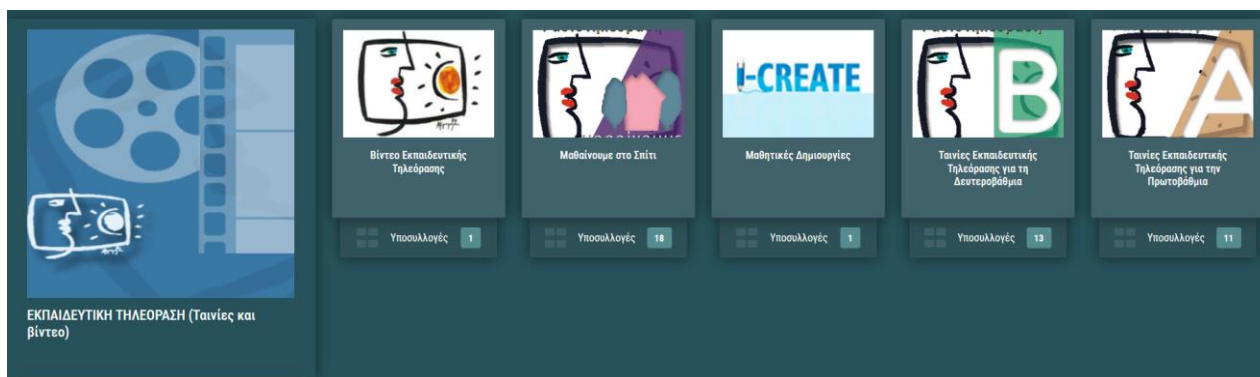 ΕΚΠΑΙΔΕΥΤΙΚΗ ΤΗΛΕΟΡΑΣΗ (Ταινίες και
βίντεο)
Βίντεο Εκπαιδευτικής
Τηλεόρασης
Υποσυλλογές 1
Μαθαίνουμε στο Σπίτι
Υποσυλλογές 18
i-CREATE
Μαθητικές Δημιουργίες
Υποσυλλογές 1
B
Ταινίες Εκπαιδευτικής
Τηλεόρασης για τη
Δευτεροβάθμια
Υποσυλλογές 13
A
Ταινίες Εκπαιδευτικής
Τηλεόρασης για την
Πρωτοβάθμια
Υποσυλλογές 11